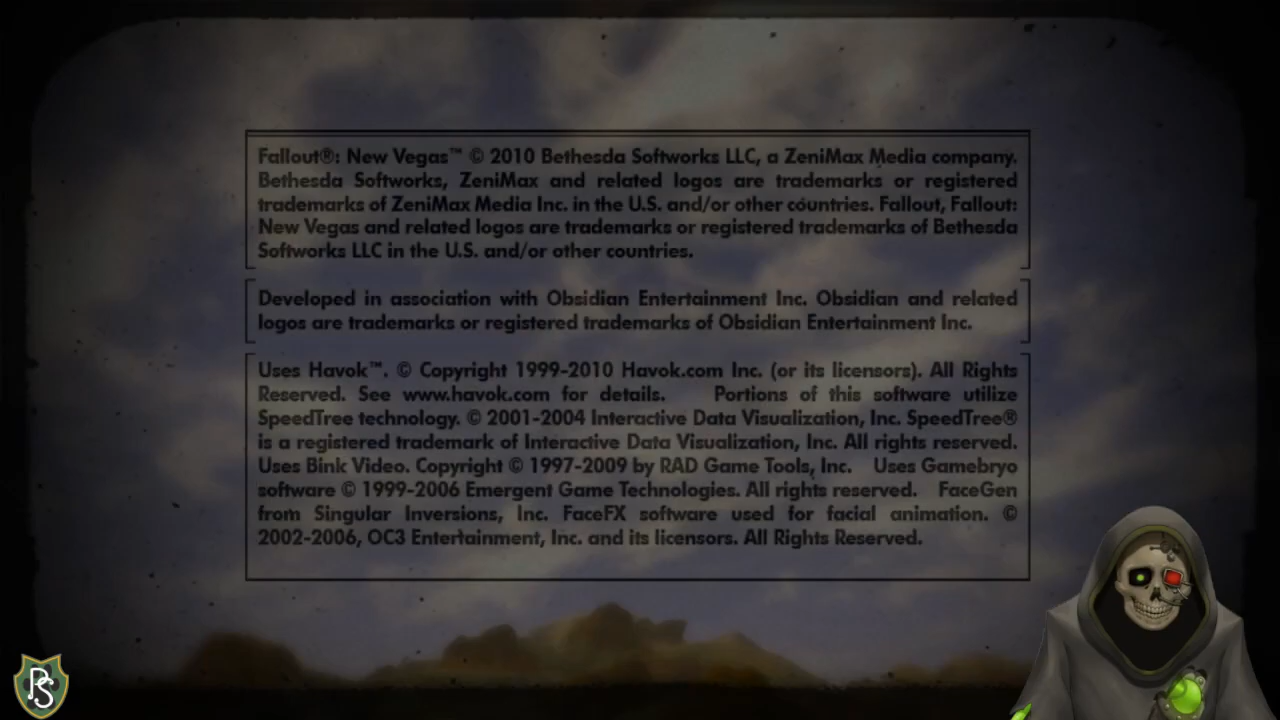 Fallout®: New Vegas™ © 2010 Bethesda Softworks LLC, a ZeniMax Media company.
Bethesda Softworks, ZeniMax and related logos are trademarks or registered
trademarks of ZeniMax Media Inc. in the U.S. and/or other countries. Fallout, Fallout:
New Vegas and related logos are trademarks or registered trademarks of Bethesda
Softworks LLC in the U.S. and/or other countries.
Developed in association with Obsidian Entertainment Inc. Obsidian and related
logos are trademarks or registered trademarks of Obsidian Entertainment Inc.
Uses Havok™. © Copyright 1999-2010 Havok.com Inc. (or its licensors). All Rights
Reserved. See www.havok.com for details. Portions of this software utilize
SpeedTree technology. © 2001-2004 Interactive Data Visualization, Inc. SpeedTree®
is a registered trademark of Interactive Data Visualization, Inc. All rights reserved.
Uses Bink Video. Copyright © 1997-2009 by RAD Game Tools, Inc. Uses Gamebryo
software © 1999-2006 Emergent Game Technologies. All rights reserved. FaceGen
from Singular Inversions, Inc. FaceFX software used for facial animation. ©
2002-2006, OC3 Entertainment, Inc. and its licensors. All Rights Reserved.
PS